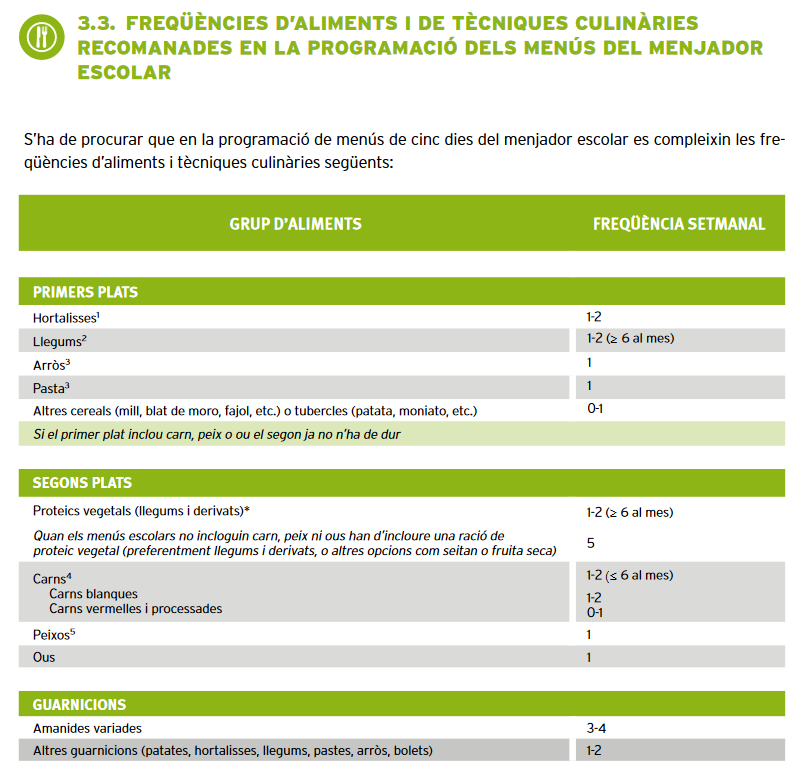 3.3. FREQÜÈNCIES D’ALIMENTS I DE TÈCNIQUES CULINÀRIES
RECOMANADES EN LA PROGRAMACIÓ DELS MENÚS DEL MENJADOR
ESCOLAR
S’ha de procurar que en la programació de menús de cinc dies del menjador escolar es compleixin les fre-
qüències d’aliments i tècniques culinàries següents:
GRUP D’ALIMENTS FREQÜÈNCIA SETMANAL
PRIMERS PLATS
Hortalisses¹ 1-2
Llegums² 1-2 (≥ 6 al mes)
Arròs³ 1
Pasta³ 1
Altres cereals (mill, blat de moro, fajol, etc.) o tubercles (patata, moniato, etc.) 0-1
Si el primer plat inclou carn, peix o ou el segon ja no n’ha de dur
SEGONS PLATS
Proteics vegetals (llegums i derivats)* 1-2 (≥ 6 al mes)
Quan els menús escolars no incloguin carn, peix ni ous han d’incloure una ració de
proteic vegetal (preferentment llegums i derivats, o altres opcions com seitan o fruita seca) 5
Carns⁴ 1-2 (≤ 6 al mes)
Carns blanques 1-2
Carns vermelles i processades 0-1
Peixos⁵ 1
Ous 1
GUARNICIONS
Amanides variades 3-4
Altres guarnicions (patates, hortalisses, llegums, pastes, arròs, bolets) 1-2